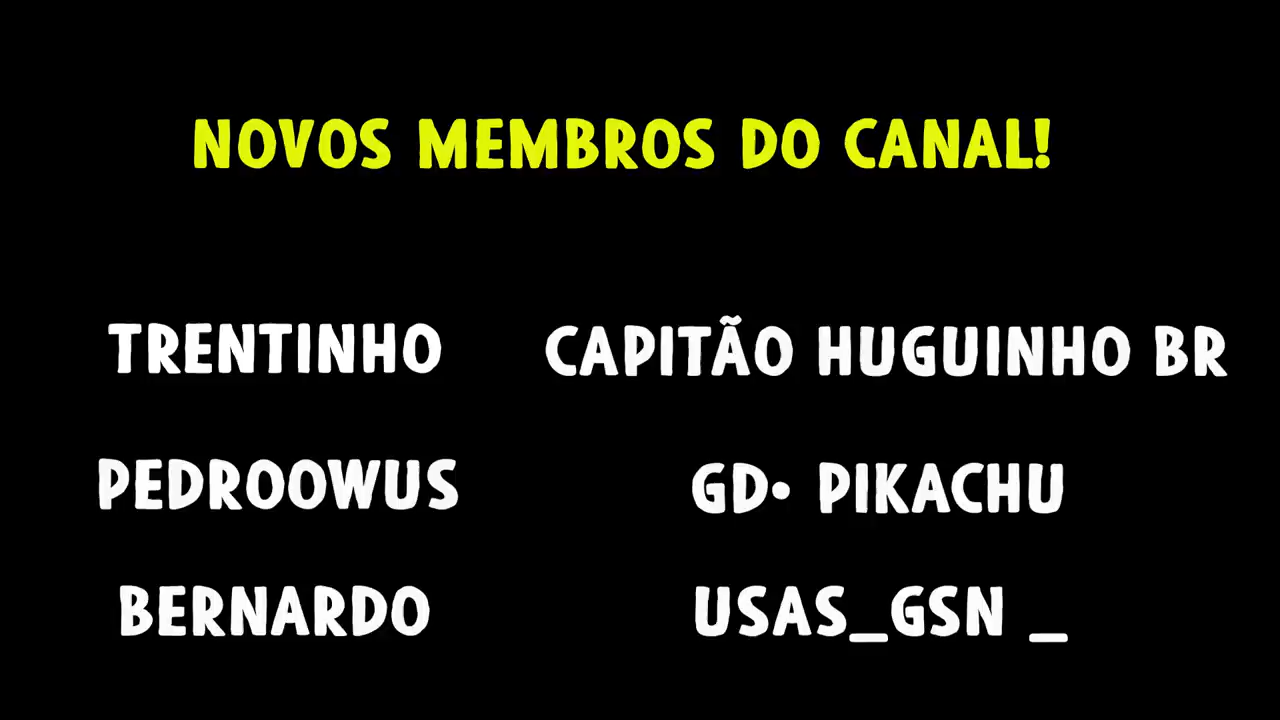 NOVOS MEMBROS DO CANAL!
TRENTINHO
CAPITÃO HUGUINHO BR
PEDROOWUS
GD• PIKACHU
BERNARDO
USAS_GSN _